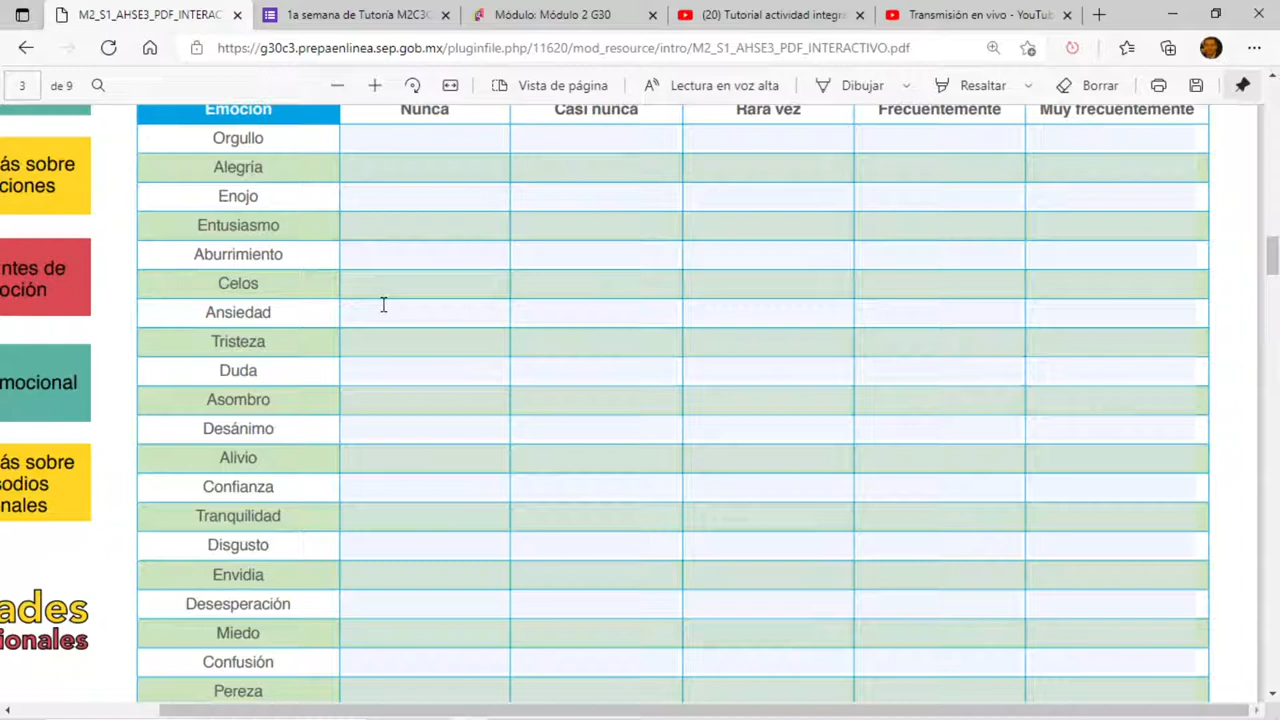 M2_S1_AHSE3_PDF_INTERAC
1a semana de Tutoría M2C3G
Módulo: Módulo 2 G30
(20) Tutorial actividad integra
Transmisión en vivo - YouTub
https://g30c3.prepaenlinea.sep.gob.mx/pluginfile.php/11620/mod_resource/intro/M2_S1_AHSE3_PDF_INTERACTIVO.pdf
3 de 9
Vista de página
Lectura en voz alta
Dibujar
Resaltar
Borrar
Emoción Nunca Casi nunca Rara vez Frecuentemente Muy frecuentemente
Orgullo
Alegría
Enojo
Entusiasmo
Aburrimiento
Celos
Ansiedad
Tristeza
Duda
Asombro
Desánimo
Alivio
Confianza
Tranquilidad
Disgusto
Envidia
Desesperación
Miedo
Confusión
Pereza
ás sobre
ciones
ntes de
oción
mocional
ás sobre
sodios
nales
ades
ionales